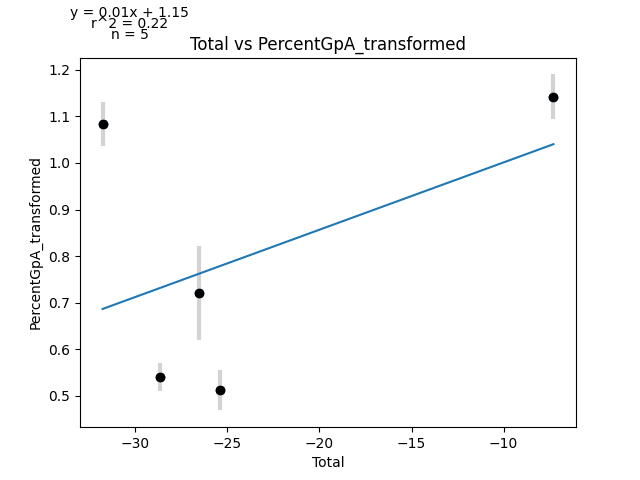 y = 0.01x + 1.15
r^2 = 0.22
n = 5
Total vs PercentGpA_transformed
PercentGpA_transformed
1.2
1.1
1.0
0.9
0.8
0.7
0.6
0.5
−30
−25
−20
−15
−10
Total